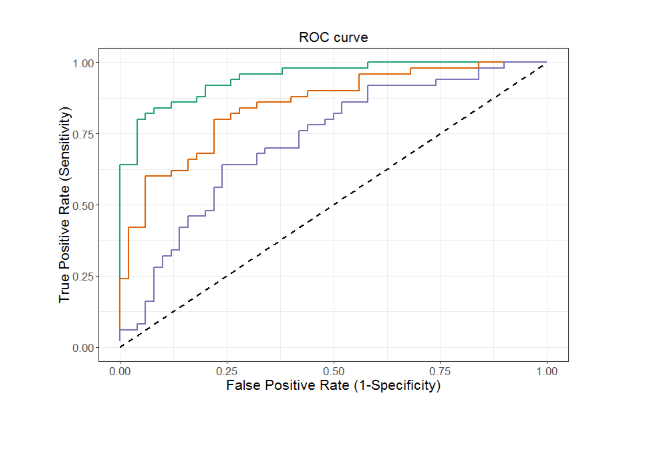 ROC curve
True Positive Rate (Sensitivity)
1.00
0.75
0.50
0.25
0.00
0.00 0.25 0.50 0.75 1.00
False Positive Rate (1-Specificity)